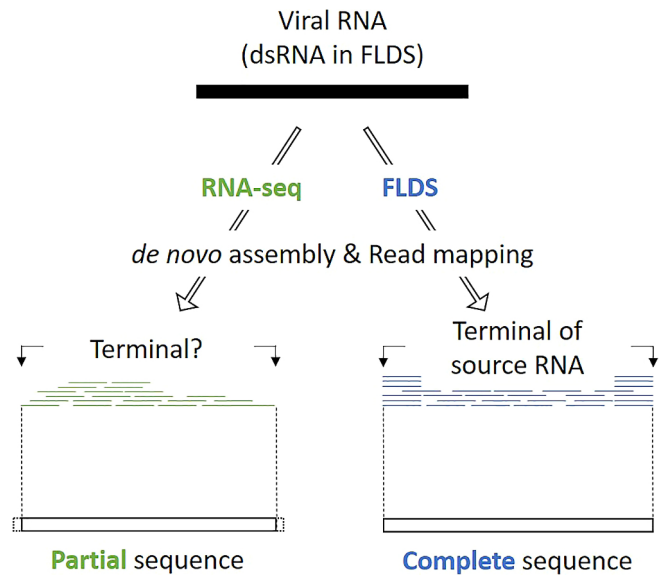 Viral RNA
(dsRNA in FLDS)
RNA-seq
FLDS
de novo assembly & Read mapping
Terminal?
Terminal of
source RNA
Partial sequence
Complete sequence